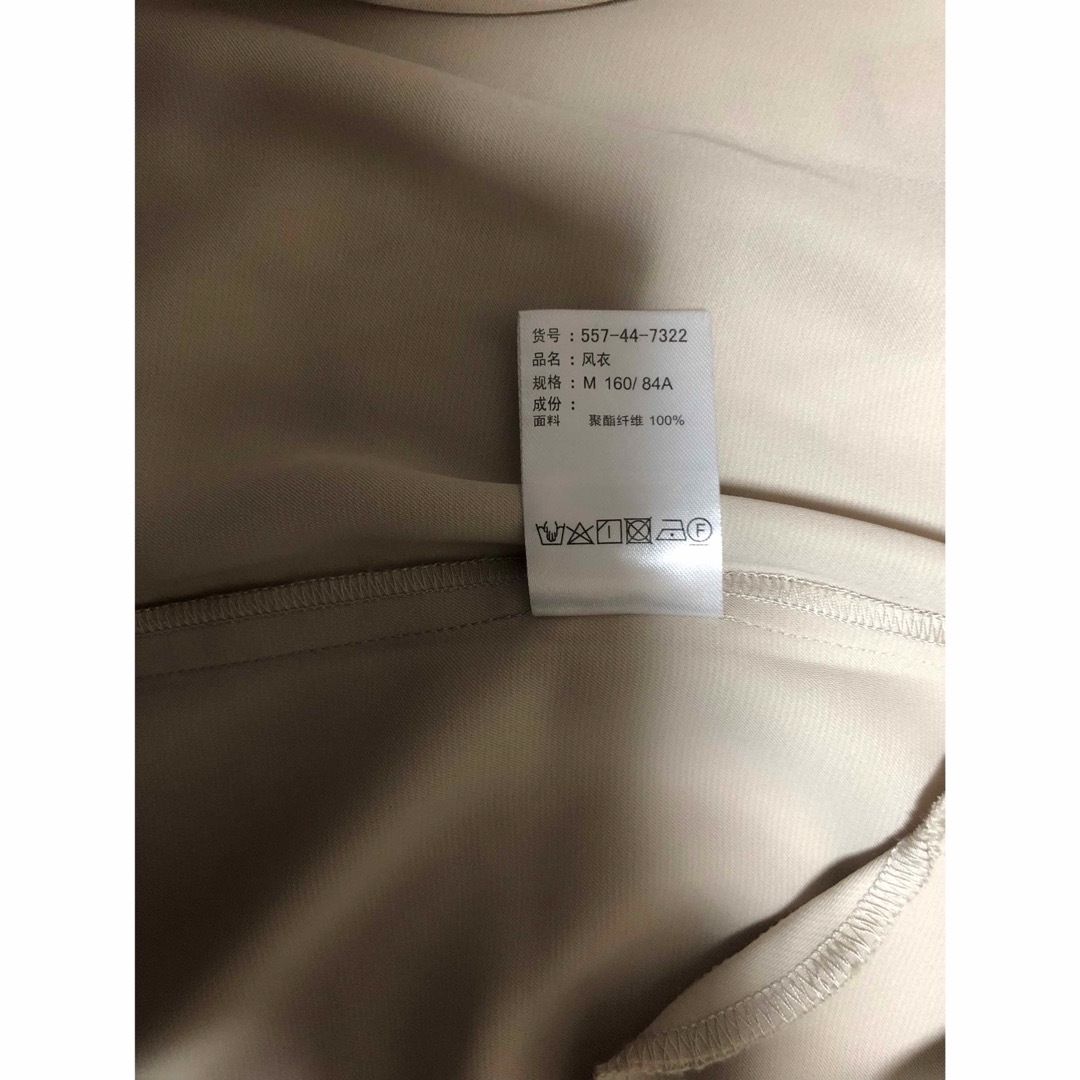 货号：557-44-7322
品名：风衣
规格：M 160/ 84A
成份：
面料 聚酯纤维 100%
F